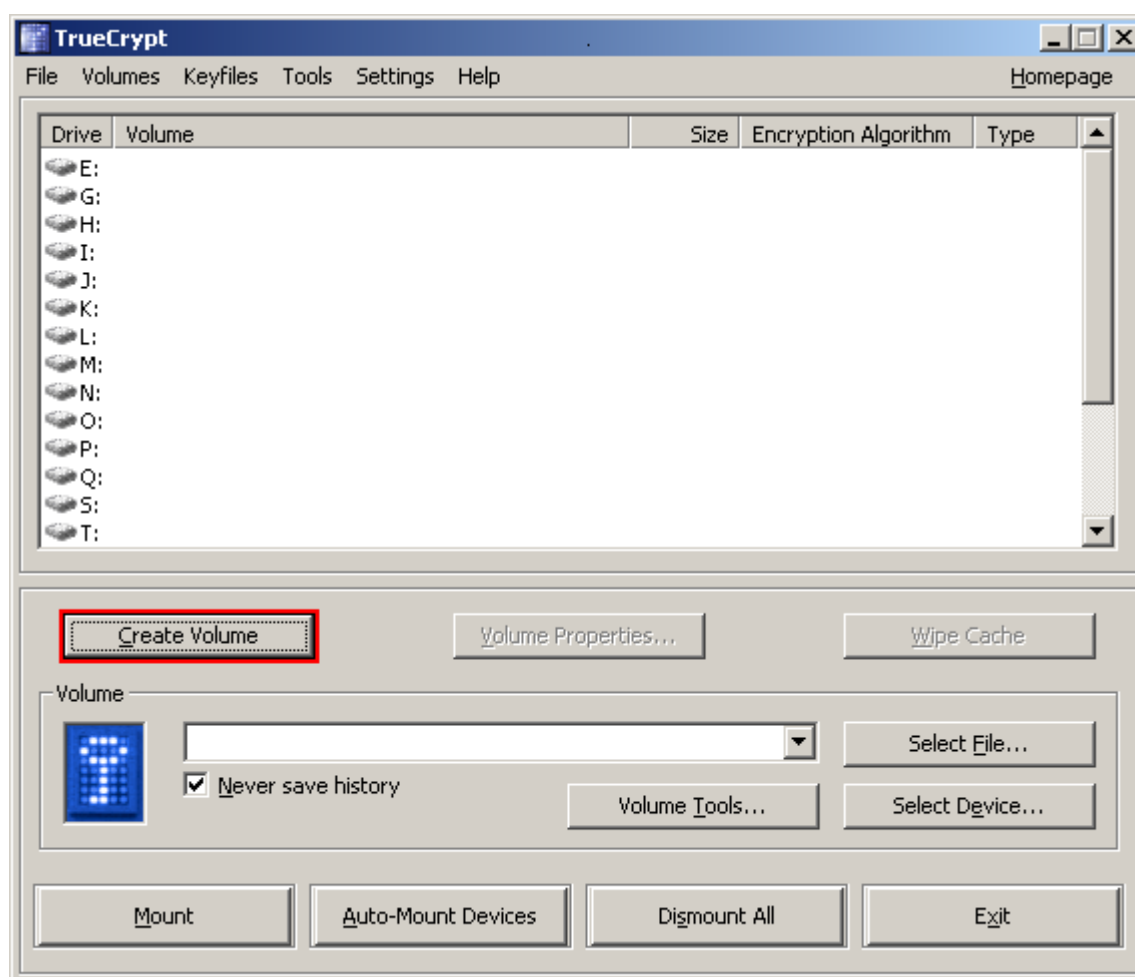 TrueCrypt
File Volumes Keyfiles Tools Settings Help Homepage
Drive Volume Size Encryption Algorithm Type
E:
G:
H:
I:
J:
K:
L:
M:
N:
O:
P:
Q:
S:
T:
Create Volume Volume Properties... Wipe Cache
Volume
Select File...
Never save history
Volume Tools... Select Device...
Mount Auto-Mount Devices Dismount All Exit